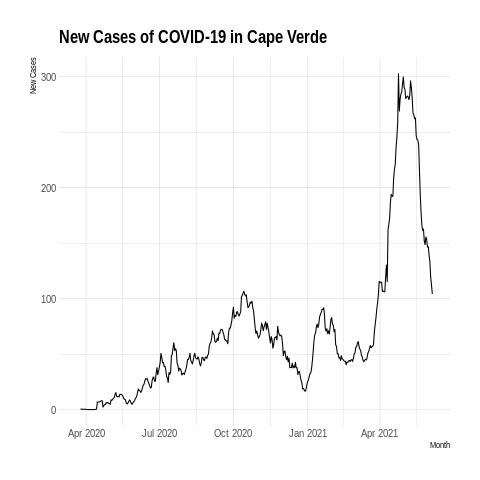 New Cases of COVID-19 in Cape Verde
New Cases
300
200
100
0
Apr 2020 Jul 2020 Oct 2020 Jan 2021 Apr 2021
Month